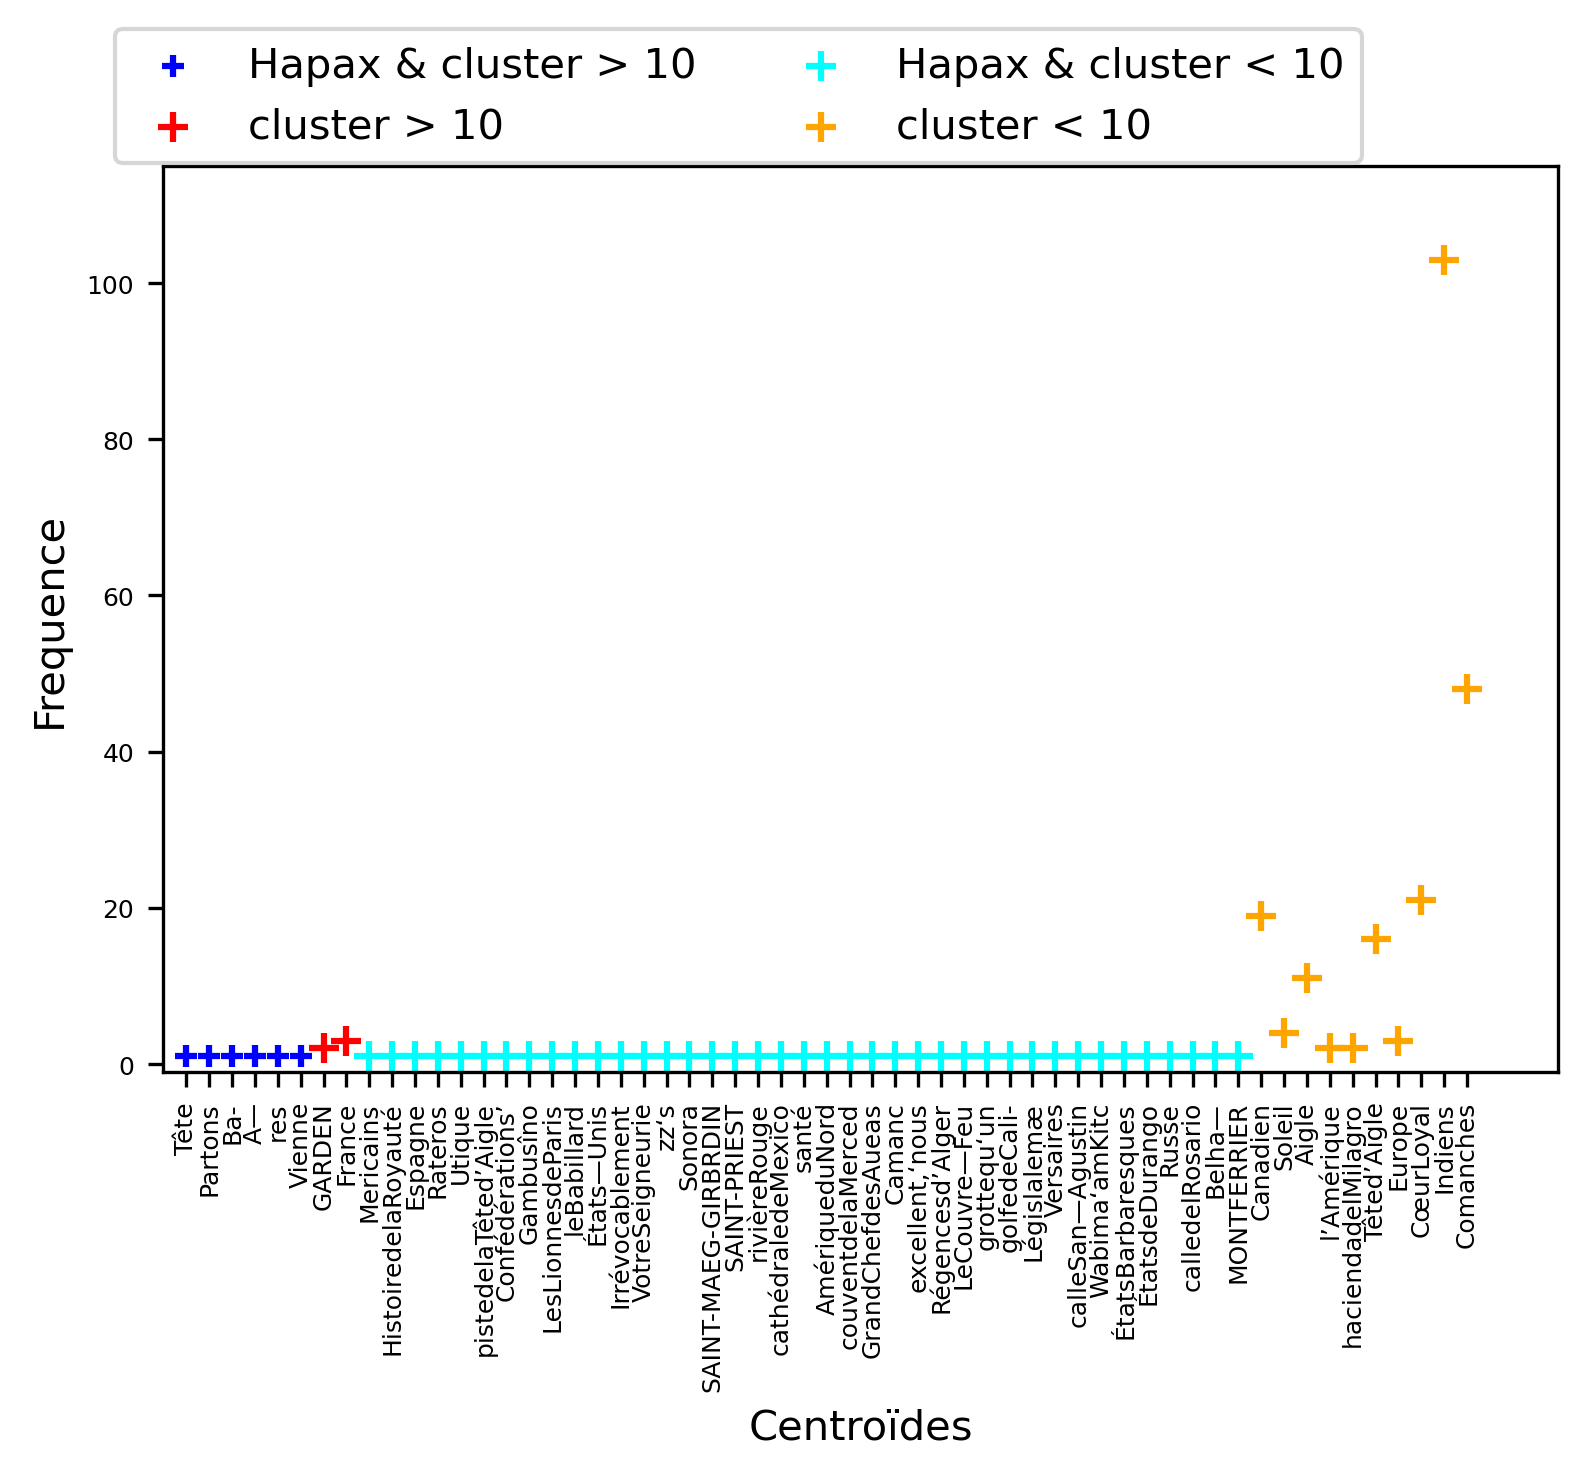 Hapax & cluster > 10
cluster > 10
Hapax & cluster < 10
cluster < 10
Frequence
100
80
60
40
20
0
Tête
Partons
Ba-
A—
res
Vienne
GARDEN
France
Mericains
HistoiredelaRoyauté
Espagne
Rateros
Utique
pistedelaTêted’Aigle
Confédérations’
Gambusîno
LesLionnesdeParis
leBabillard
États—Unis
Irrévocablement
VotreSeigneurie
zz‘s
Sonora
SAINT-MAEG-GIRBRDIN
SAINT-PRIEST
rivièreRouge
cathédraledeMexico
santé
AmériqueduNord
couventdelaMerced
GrandChefdesAueas
Camanc
excellent,‘nous
Régencesd’Alger
LeCouvre—Feu
grottequ‘un
golfedeCali-
Législalemæ
Versaires
calleSan—Agustin
Wabima‘amKitc
ÉtatsBarbaresques
ÉtatsdeDurango
Russe
calledelRosario
Belha—
MONTFERRIER
Canadien
Soleil
Aigle
l’Amérique
haciendadelMilagro
Têted’Aigle
Europe
CœurLoyal
Indiens
Comanches
Centroïdes